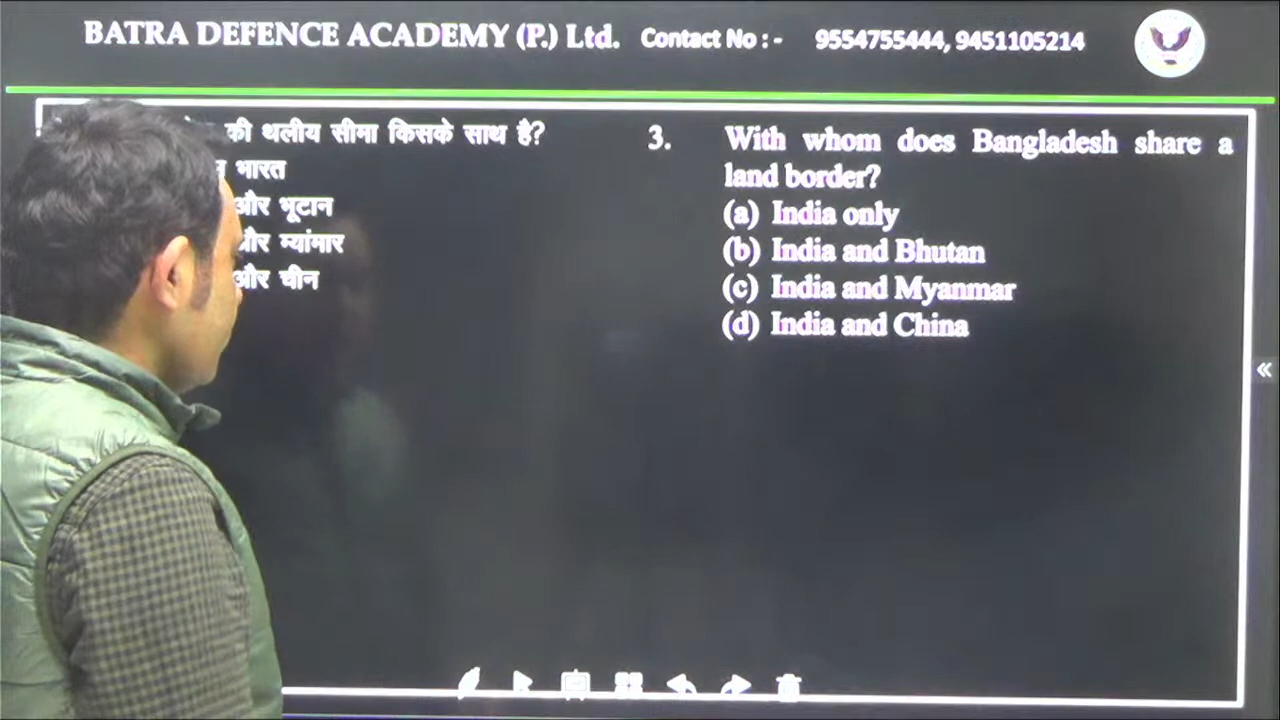 BATRA DEFENCE ACADEMY (P.) Ltd. Contact No : - 9554755444, 9451105214
की थलीय सीमा किसके साथ है?
भारत
और भूटान
और म्यांमार
और चीन
3. With whom does Bangladesh share a
land border?
(a) India only
(b) India and Bhutan
(c) India and Myanmar
(d) India and China